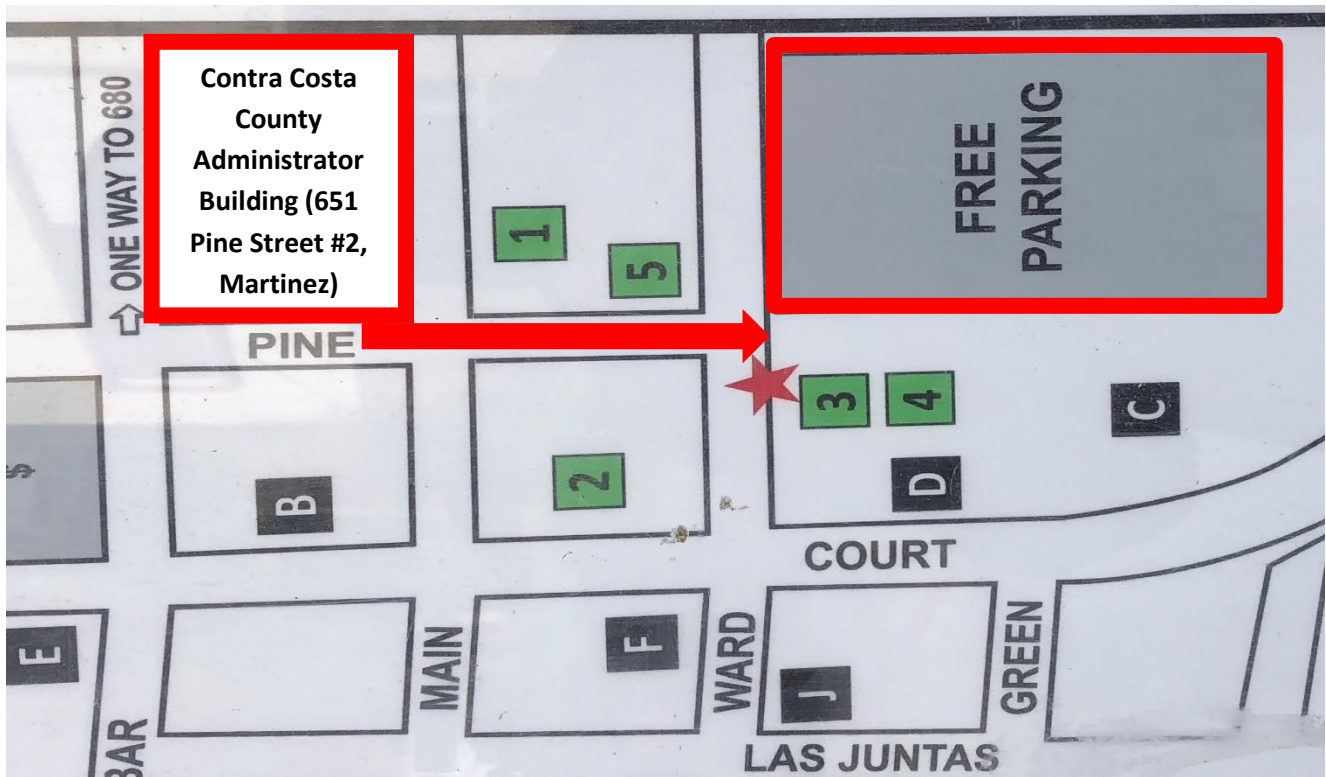 Contra Costa
County
Administrator
Building (651
Pine Street #2,
Martinez)
ONE WAY TO 680
FREE
PARKING
1
5
PINE
3
4
C
$
B
2
D
COURT
E
MAIN
F
WARD
J
GREEN
BAR
LAS JUNTAS